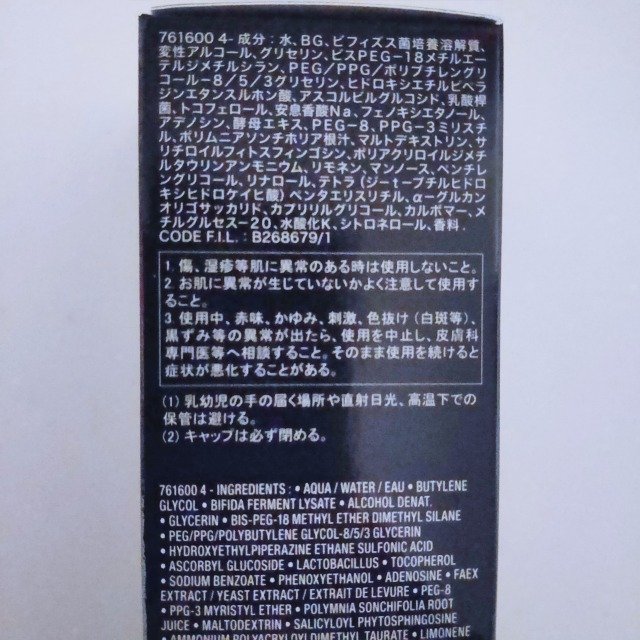 761600 4- 成分：水、BG、ビフィズス菌培養溶解質、
変性アルコール、グリセリン、ビスPEG-18メチルエー
テルジメチルシラン、PEG/PPG/ポリブチレングリ
コール-8/5/3グリセリン、ヒドロキシエチルピペラ
ジンエタンスルホン酸、アスコルビルグルコシド、乳酸桿
菌、トコフェロール、安息香酸Na、フェノキシエタノール、
アデノシン、酵母エキス、PEG-8、PPG-3ミリスチ
ル、ポリムニアソンチホリア根汁、マルトデキストリン、サ
リチロイルフィトスフィンゴシン、ポリアクリロイルジメチ
ルタウリンアンモニウム、リモネン、マンノース、ペンチレ
ングリコール、リナロール、テトラ（ジーtーブチルヒドロ
キシヒドロケイヒ酸）ペンタエリスリチル、α-グルカン
オリゴサッカリド、カプリリルグリコール、カルボマー、メ
チルグルセスー20、水酸化K、シトロネロール、香料
CODE F.I.L. : B268679/1
1. 傷、湿疹等肌に異常のある時は使用しないこと。
2. お肌に異常が生じていないかよく注意して使用す
ること。
3. 使用中、赤味、かゆみ、刺激、色抜け（白斑等）、
黒ずみ等の異常が出たら、使用を中止し、皮膚科
専門医等へ相談すること。そのまま使用を続けると
症状が悪化することがある。
(1) 乳幼児の手の届く場所や直射日光、高温下での
保管は避ける。
(2) キャップは必ず閉める。
761600 4 - INGREDIENTS : • AQUA / WATER / EAU • BUTYLENE
GLYCOL • BIFIDA FERMENT LYSATE • ALCOHOL DENAT.
• GLYCERIN • BIS-PEG-18 METHYL ETHER DIMETHYL SILANE
• PEG/PPG/POLYBUTYLENE GLYCOL-8/5/3 GLYCERIN
• HYDROXYETHYLPIPERAZINE ETHANE SULFONIC ACID
ASCORBYL GLUCOSIDE • LACTOBACILLUS • TOCOPHEROL
• SODIUM BENZOATE • PHENOXYETHANOL • ADENOSINE • FAEX
EXTRACT / YEAST EXTRACT / EXTRAIT DE LEVURE • PEG-8
• PPG-3 MYRISTYL ETHER • POLYMNIA SONCHIFOLIA ROOT
JUICE • MALTODEXTRIN • SALICYLOYL PHYTOSPHINGOSINE
• AMMONIUM POLYACRYLOYLDIMETHYL TAURATE • LIMONENE